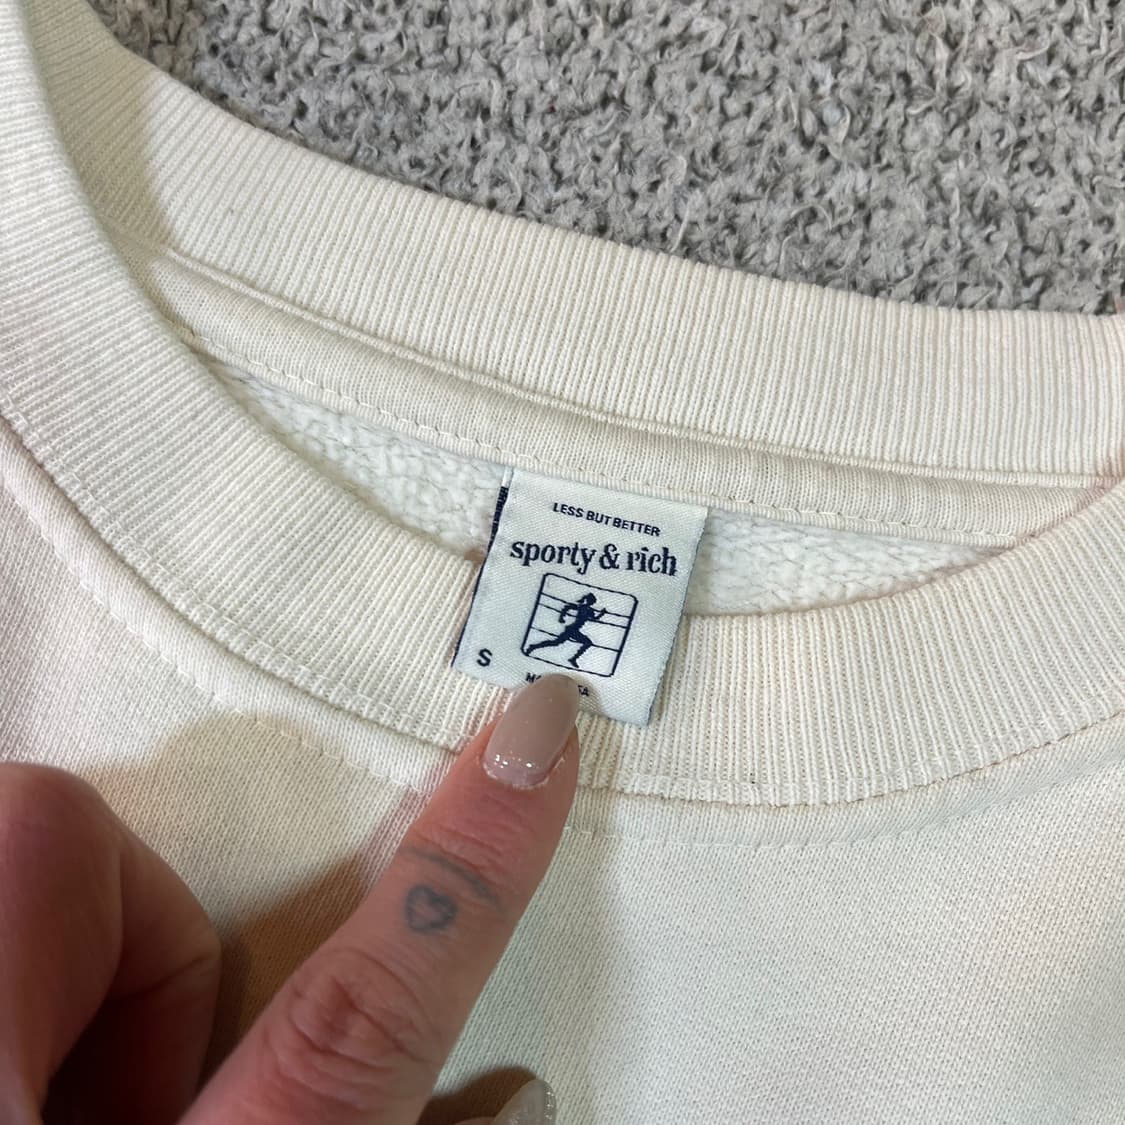 LESS BUT BETTER
sporty & rich
S